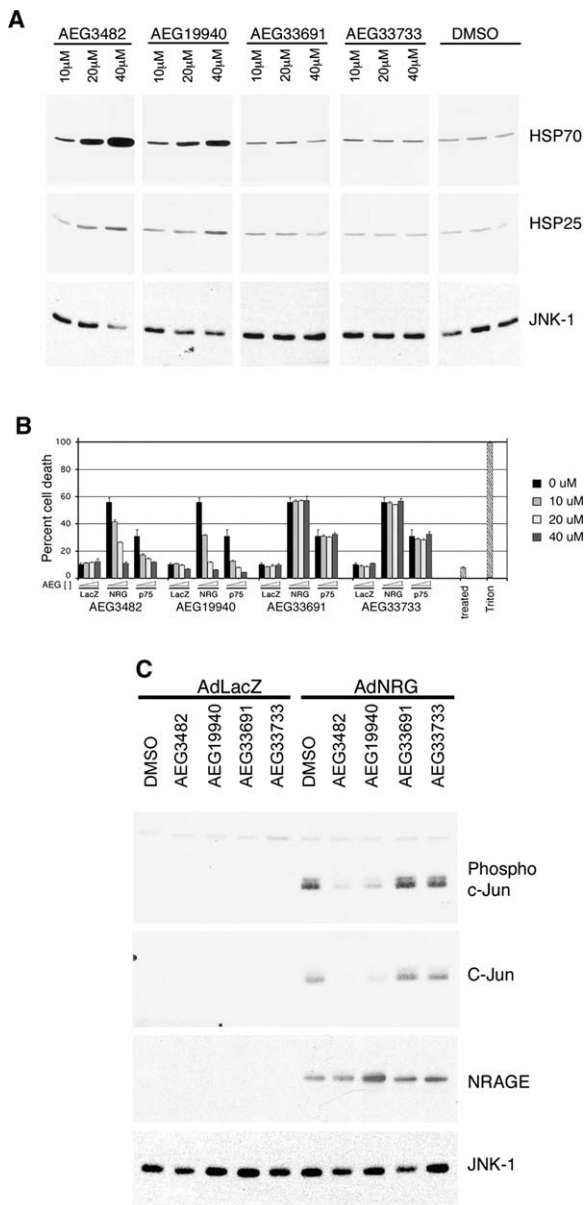 A
AEG3482 AEG19940 AEG33691 AEG33733 DMSO
10µM 20µM 40µM 10µM 20µM 40µM 10µM 20µM 40µM 10µM 20µM 40µM
HSP70
HSP25
JNK-1
B
Percent cell death
100
80
60
40
20
0
0 uM
10 uM
20 uM
40 uM
AEG [ ]
LacZ NRG p75 LacZ NRG p75 LacZ NRG p75 LacZ NRG p75
AEG3482 AEG19940 AEG33691 AEG33733
treated
Triton
C
AdLacZ AdNRG
DMSO AEG3482 AEG19940 AEG33691 AEG33733 DMSO AEG3482 AEG19940 AEG33691 AEG33733
Phospho
c-Jun
C-Jun
NRAGE
JNK-1